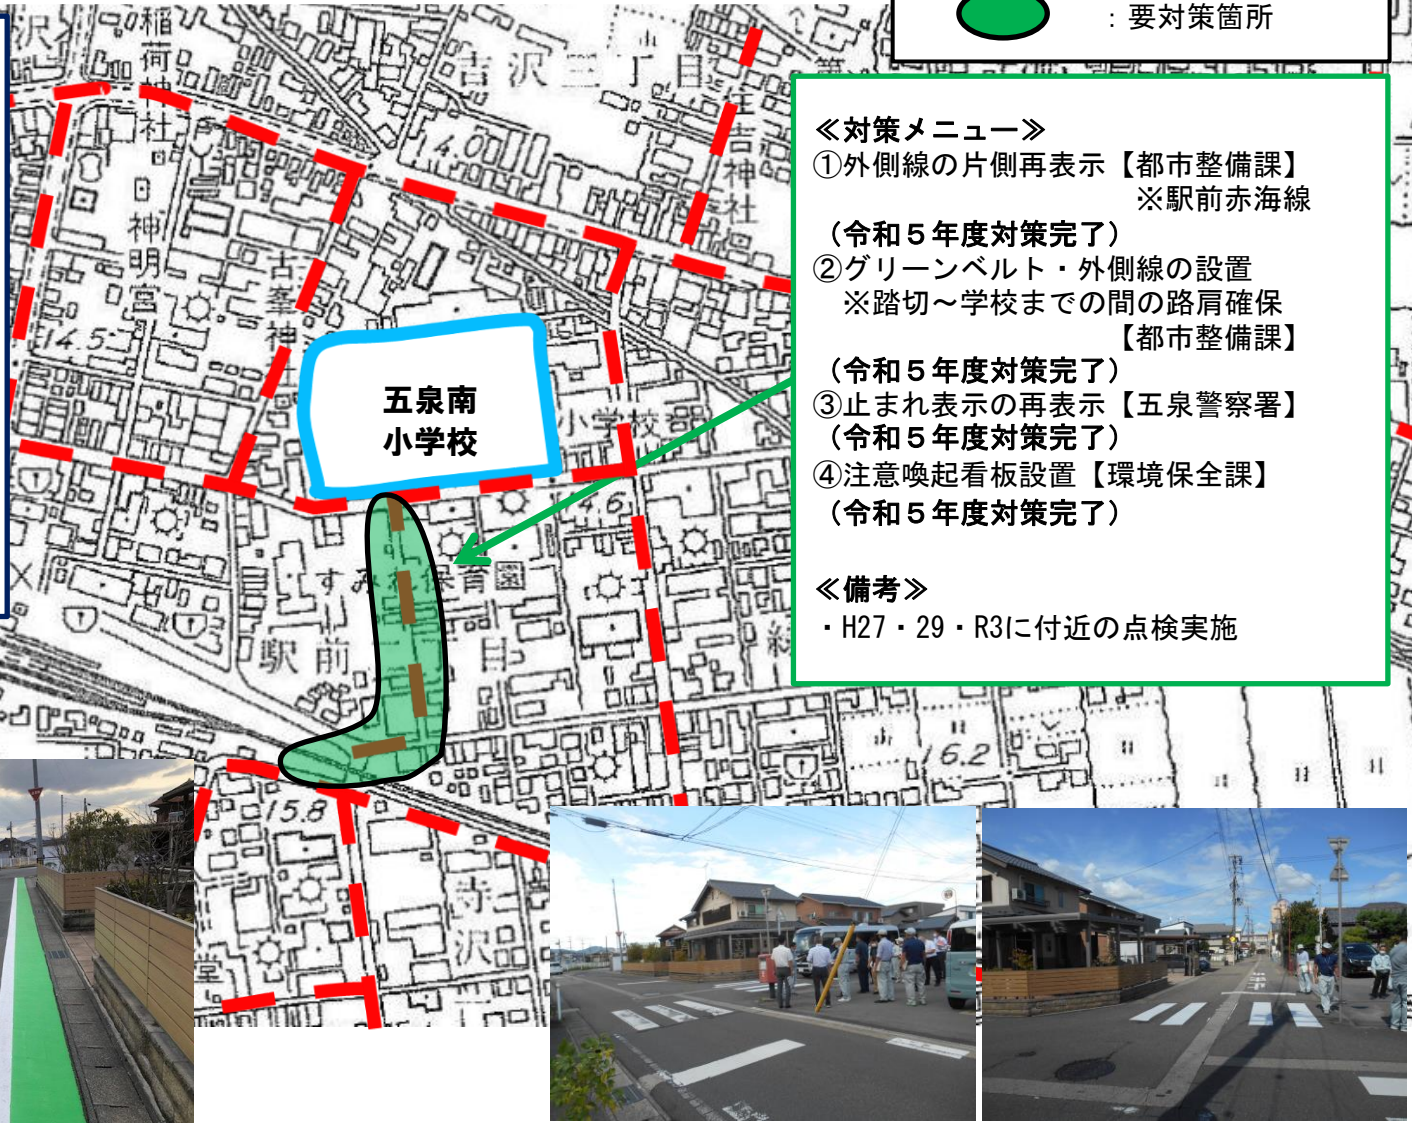 ：要対策箇所
≪対策メニュー≫
①外側線の片側再表示【都市整備課】
※駅前赤海線
（令和５年度対策完了）
②グリーンベルト・外側線の設置
※踏切～学校までの間の路肩確保
【都市整備課】
（令和５年度対策完了）
③止まれ表示の再表示【五泉警察署】
（令和５年度対策完了）
④注意喚起看板設置【環境保全課】
（令和５年度対策完了）
≪備考≫
・H27・29・R3に付近の点検実施
吉沢三丁目
稲荷神社
住吉神社
神明宮
古峯神社
14.5
五泉南
小学校
小学校
すみれ保育園
駅前
目
16.2
15.8
寺沢
堂